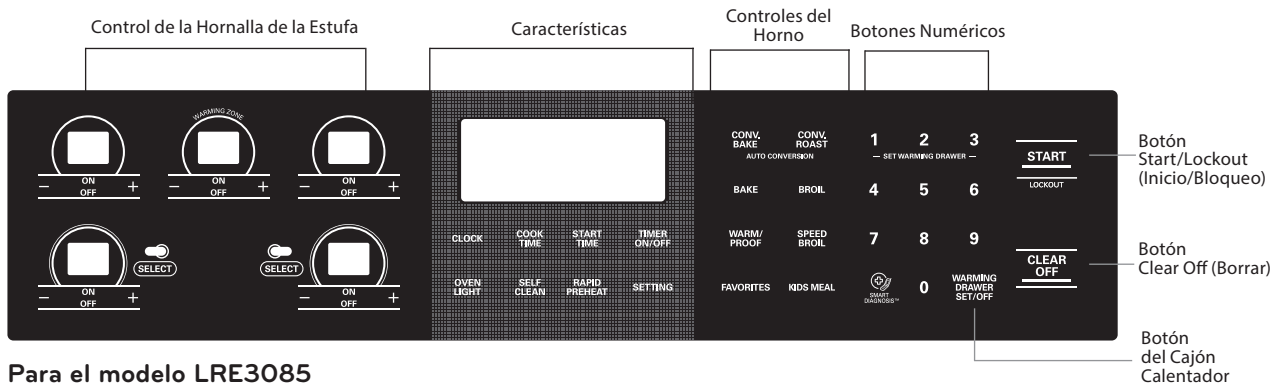 Control de la Hornalla de la Estufa
Características
Controles del
Horno
Botones Numéricos
WARMING ZONE
ON
OFF
ON
OFF
ON
OFF
SELECT
SELECT
ON
OFF
ON
OFF
CLOCK
COOK
TIME
START
TIME
TIMER
ON/OFF
OVEN
LIGHT
SELF
CLEAN
RAPID
PREHEAT
SETTING
CONV.
BAKE
CONV.
ROAST
AUTO CONVERSION
BAKE
BROIL
WARM/
PROOF
SPEED
BROIL
FAVORITES
KIDS MEAL
1 2 3
— SET WARMING DRAWER —
4 5 6
7 8 9
SMART
DIAGNOSIS™
0
WARMING
DRAWER
SET/OFF
START
LOCKOUT
CLEAR
OFF
Botón
Start/Lockout
(Inicio/Bloqueo)
Botón
Clear Off (Borrar)
Botón
del Cajón
Calentador
Para el modelo LRE3085